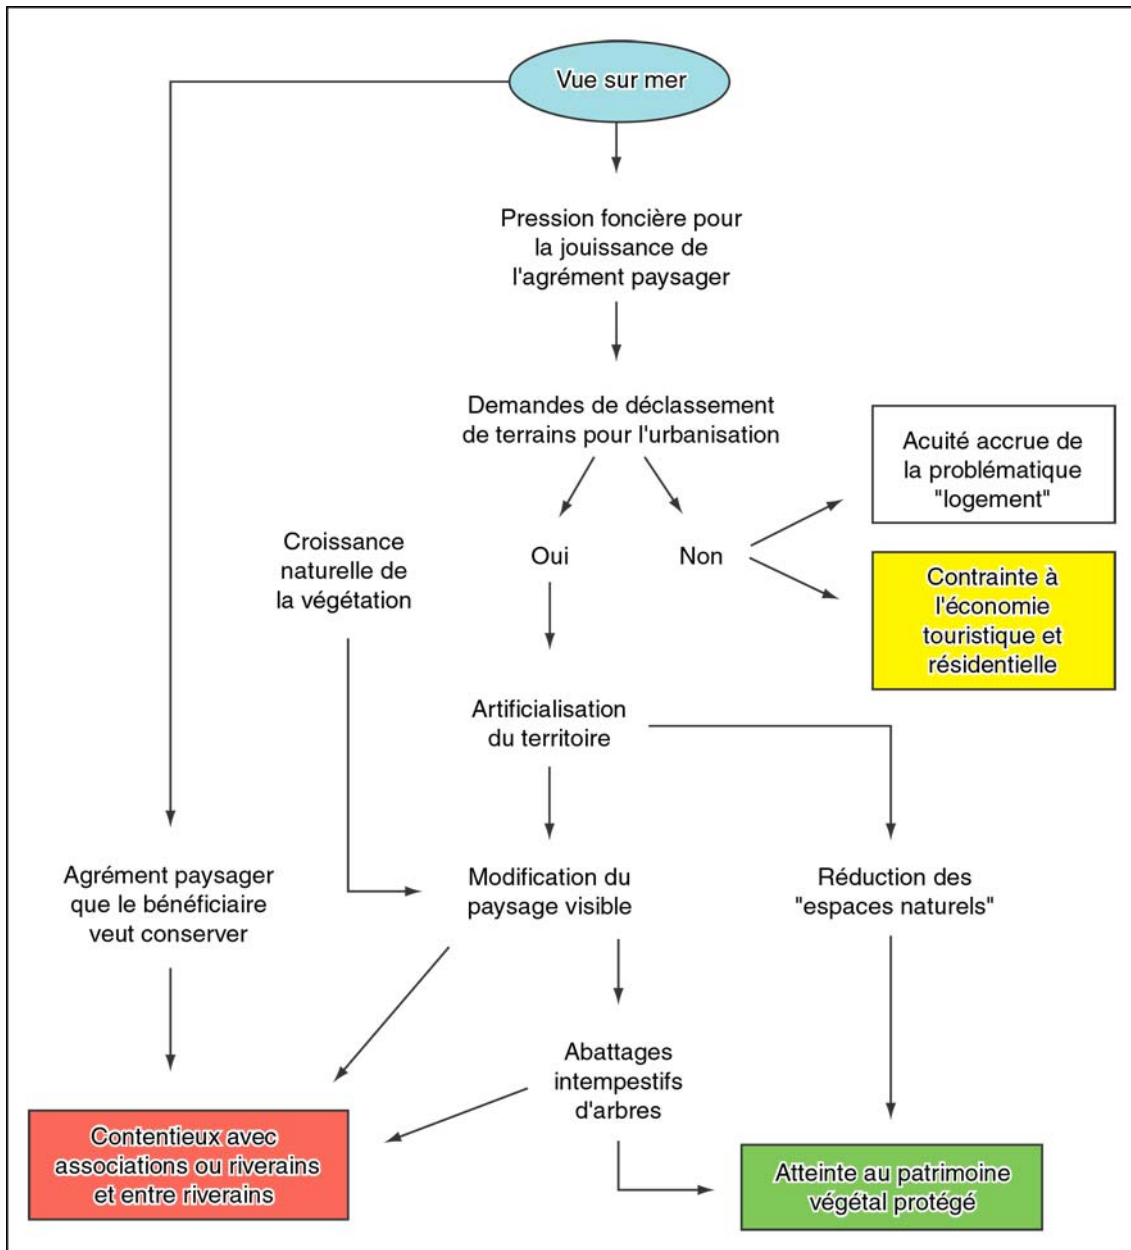 Vue sur mer
Pression foncière pour
la jouissance de
l'agrément paysager
Demandes de déclassement
de terrains pour l'urbanisation
Acuité accrue de
la problématique
"logement"
Croissance
naturelle de
la végétation
Oui
Non
Contrainte à
l'économie
touristique et
résidentielle
Artificialisation
du territoire
Agrément paysager
que le bénéficiaire
veut conserver
Modification du
paysage visible
Réduction des
"espaces naturels"
Abattages
intempestifs
d'arbres
Contentieux avec
associations ou riverains
et entre riverains
Atteinte au patrimoine
végétal protégé